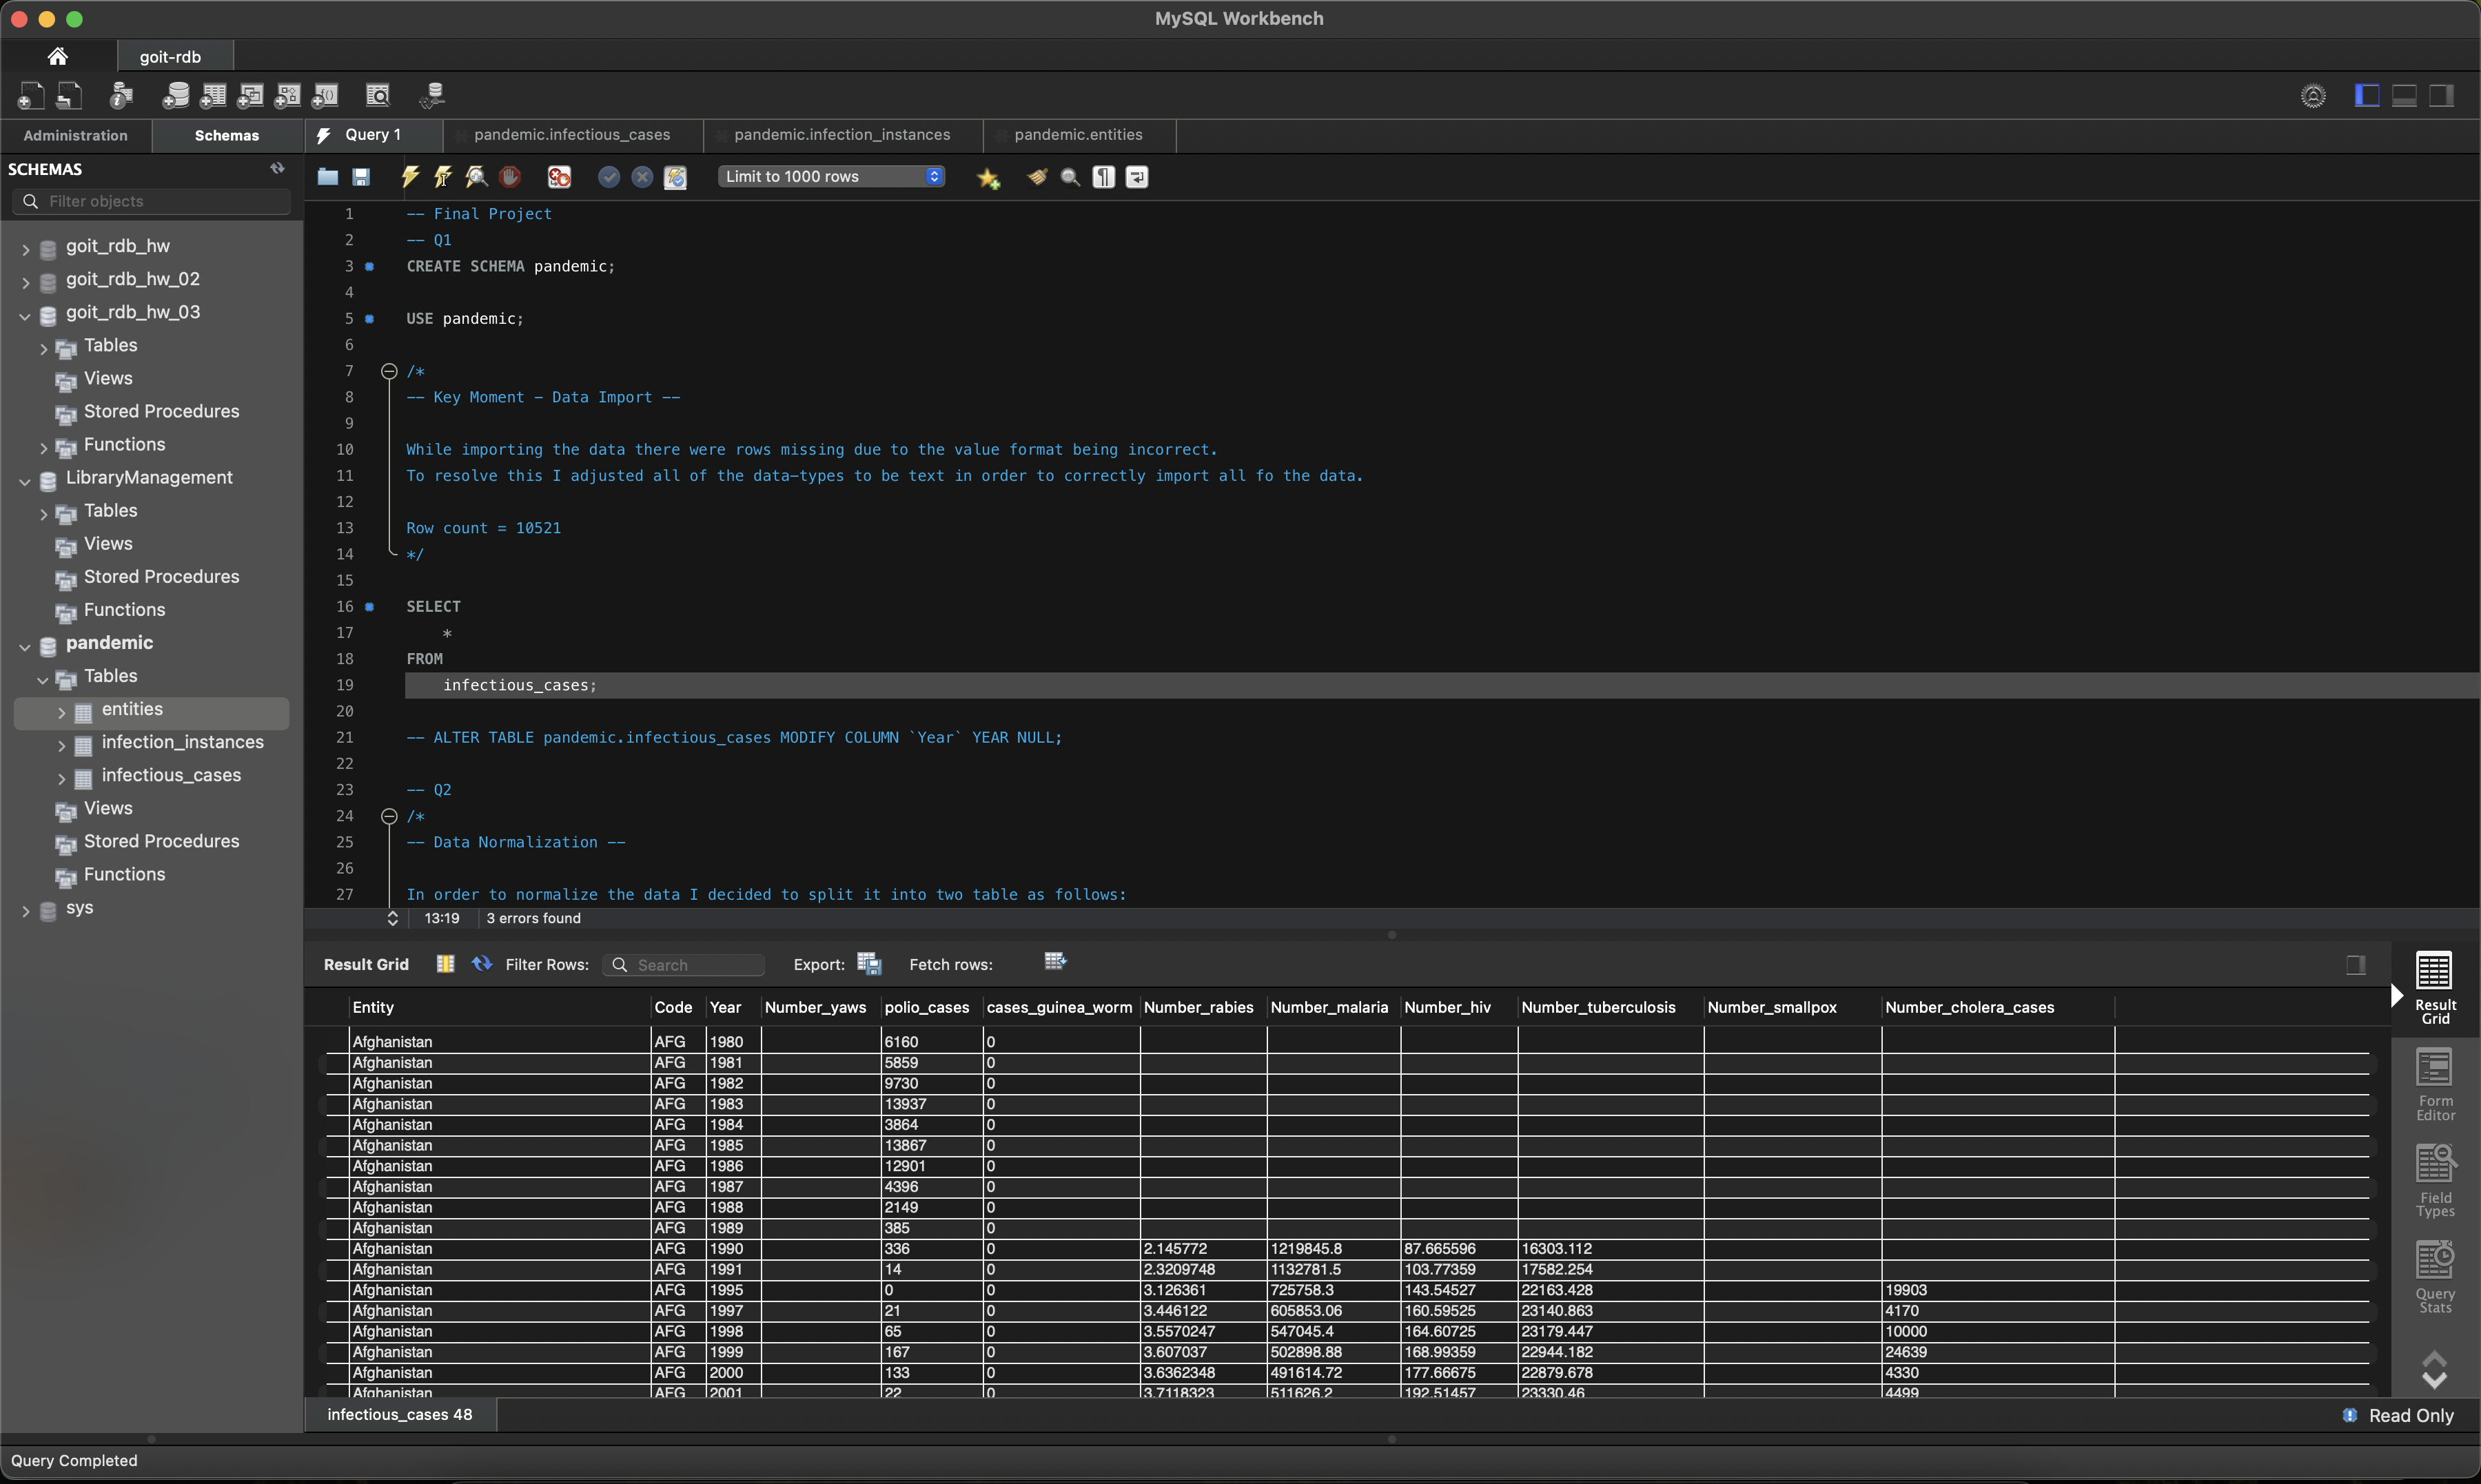 MySQL Workbench
goit-rdb
Administration Schemas
SCHEMAS
Filter objects
goit_rdb_hw
goit_rdb_hw_02
goit_rdb_hw_03
Tables
Views
Stored Procedures
Functions
LibraryManagement
Tables
Views
Stored Procedures
Functions
pandemic
Tables
entities
infection_instances
infectious_cases
Views
Stored Procedures
Functions
sys
Query 1 pandemic.infectious_cases pandemic.infection_instances pandemic.entities
Limit to 1000 rows
1 -- Final Project
2 -- Q1
3 CREATE SCHEMA pandemic;
4
5 USE pandemic;
6
7 /*
8 -- Key Moment - Data Import --
9
10 While importing the data there were rows missing due to the value format being incorrect.
11 To resolve this I adjusted all of the data-types to be text in order to correctly import all fo the data.
12
13 Row count = 10521
14 */
15
16 SELECT
17 *
18 FROM
19 infectious_cases;
20
21 -- ALTER TABLE pandemic.infectious_cases MODIFY COLUMN `Year` YEAR NULL;
22
23 -- Q2
24 /*
25 -- Data Normalization --
26
27 In order to normalize the data I decided to split it into two table as follows:
13:19 3 errors found
Result Grid Filter Rows: Search Export: Fetch rows:
Entity Code Year Number_yaws polio_cases cases_guinea_worm Number_rabies Number_malaria Number_hiv Number_tuberculosis Number_smallpox Number_cholera_cases
Afghanistan AFG 1980 6160 0
Afghanistan AFG 1981 5859 0
Afghanistan AFG 1982 9730 0
Afghanistan AFG 1983 13937 0
Afghanistan AFG 1984 3864 0
Afghanistan AFG 1985 13867 0
Afghanistan AFG 1986 12901 0
Afghanistan AFG 1987 4396 0
Afghanistan AFG 1988 2149 0
Afghanistan AFG 1989 385 0
Afghanistan AFG 1990 336 0 2.145772 1219845.8 87.665596 16303.112
Afghanistan AFG 1991 14 0 2.3209748 1132781.5 103.77359 17582.254
Afghanistan AFG 1995 0 0 3.126361 725758.3 143.54527 22163.428 19903
Afghanistan AFG 1997 21 0 3.446122 605853.06 160.59525 23140.863 4170
Afghanistan AFG 1998 65 0 3.5570247 547045.4 164.60725 23179.447 10000
Afghanistan AFG 1999 167 0 3.607037 502898.88 168.99359 22944.182 24639
Afghanistan AFG 2000 133 0 3.6362348 491614.72 177.66675 22879.678 4330
Afghanistan AFG 2001 22 0 3.7118323 511626.2 192.51457 23330.46 4499
Result
Grid
Form
Editor
Field
Types
Query
Stats
infectious_cases 48
Read Only
Query Completed